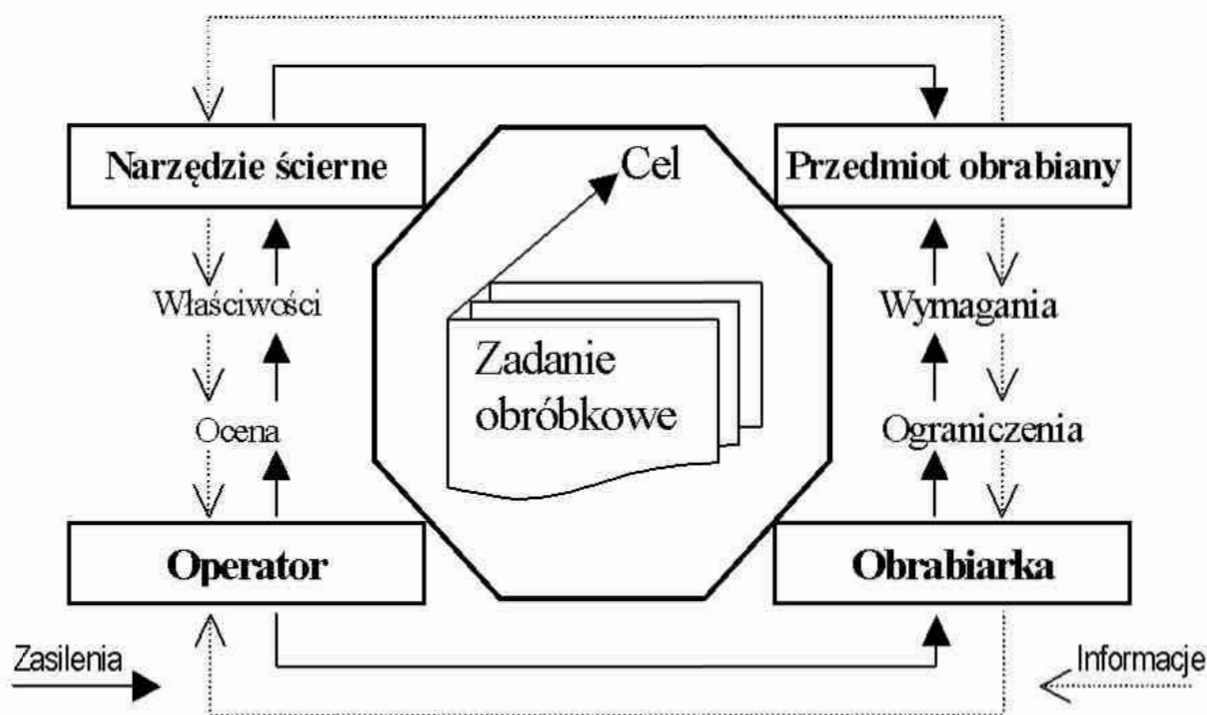 Narzędzie ścierne
Cel
Przedmiot obrabiany
Właściwości
Wymagania
Zadanie
obróbkowe
Ocena
Ograniczenia
Operator
Obrabiarka
Zasilenia
Informacje